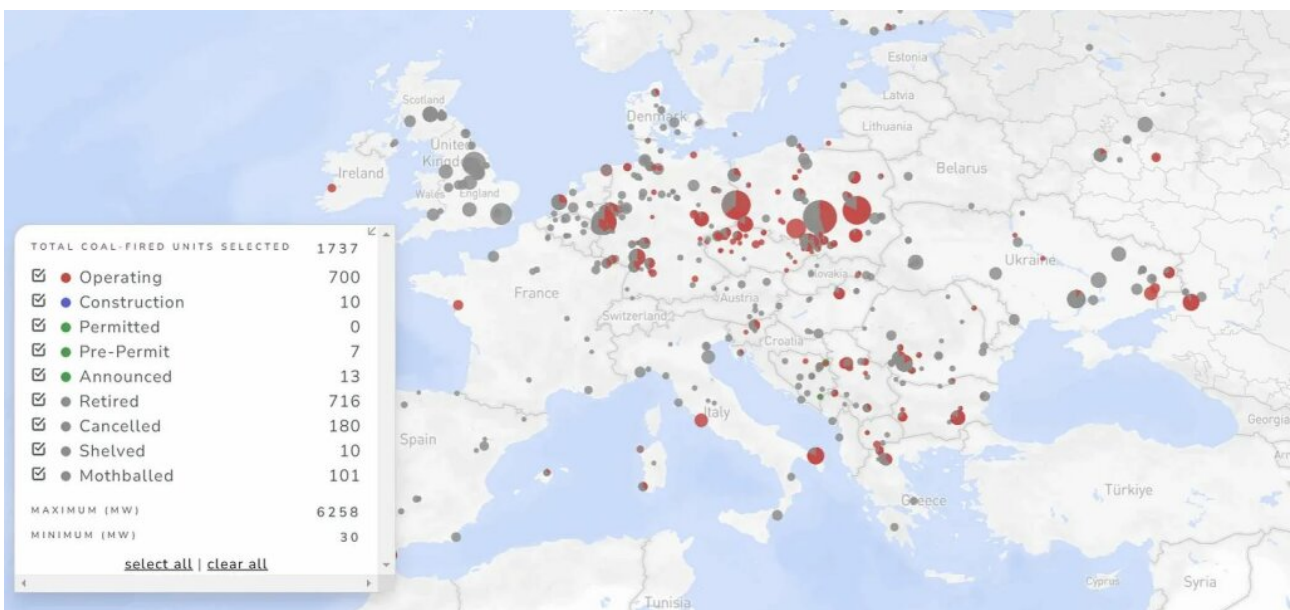 Norway
Estonia
Latvia
Lithuania
Scotland
Denmark
United
Kingdom
Ireland
Wales
England
Belarus
TOTAL COAL-FIRED UNITS SELECTED 1737
Operating 700
Construction 10
Permitted 0
Pre-Permit 7
Announced 13
Retired 716
Cancelled 180
Shelved 10
Mothballed 101
MAXIMUM (MW) 6258
MINIMUM (MW) 30
select all | clear all
Ukraine
Slovakia
France
Austria
Switzerland
Croatia
Italy
Spain
Georgia
Türkiye
Greece
Cyprus
Syria
Tunisia